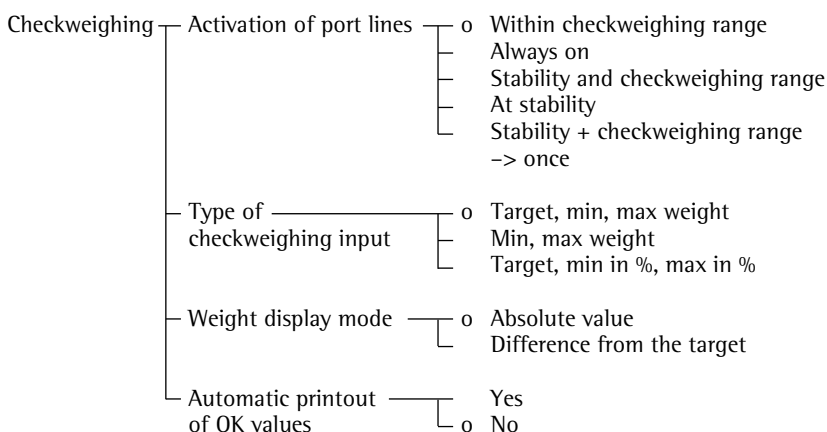 Checkweighing Activation of port lines o Within checkweighing range
Always on
Stability and checkweighing range
At stability
Stability + checkweighing range
–> once
Type of o Target, min, max weight
checkweighing input Min, max weight
Target, min in %, max in %
Weight display mode o Absolute value
Difference from the target
Automatic printout Yes
of OK values o No